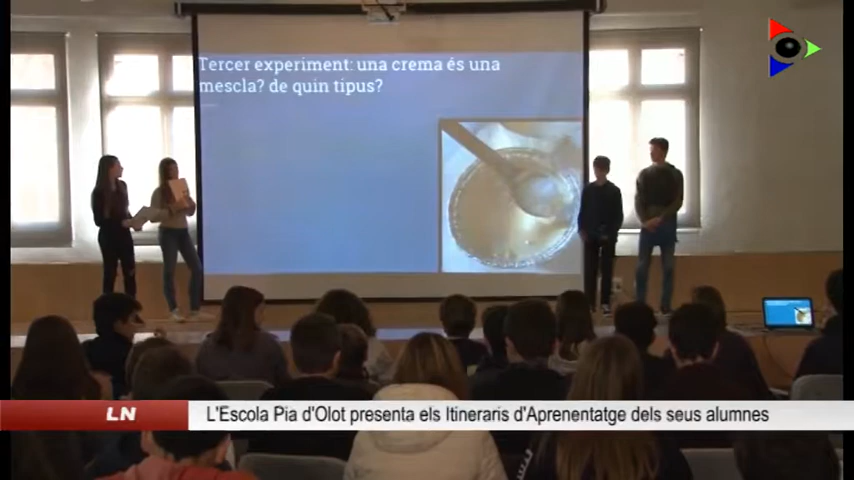 Tercer experiment: una crema és una
mescla? de quin tipus?
LN
L'Escola Pia d'Olot presenta els Itineraris d'Aprenentatge dels seus alumnes